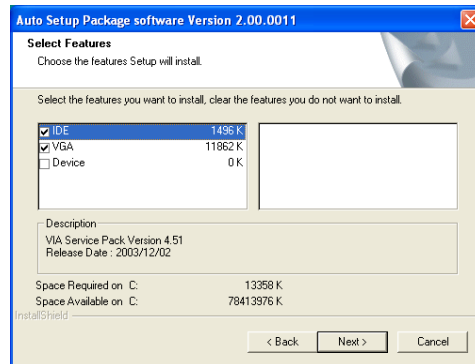 Auto Setup Package software Version 2.00.0011
Select Features
Choose the features Setup will install.
Select the features you want to install, clear the features you do not want to install.
IDE 1496 K
VGA 11862 K
Device 0 K
Description
VIA Service Pack Version 4.51
Release Date : 2003/12/02
Space Required on C: 13358 K
Space Available on C: 78413976 K
InstallShield
< Back Next > Cancel